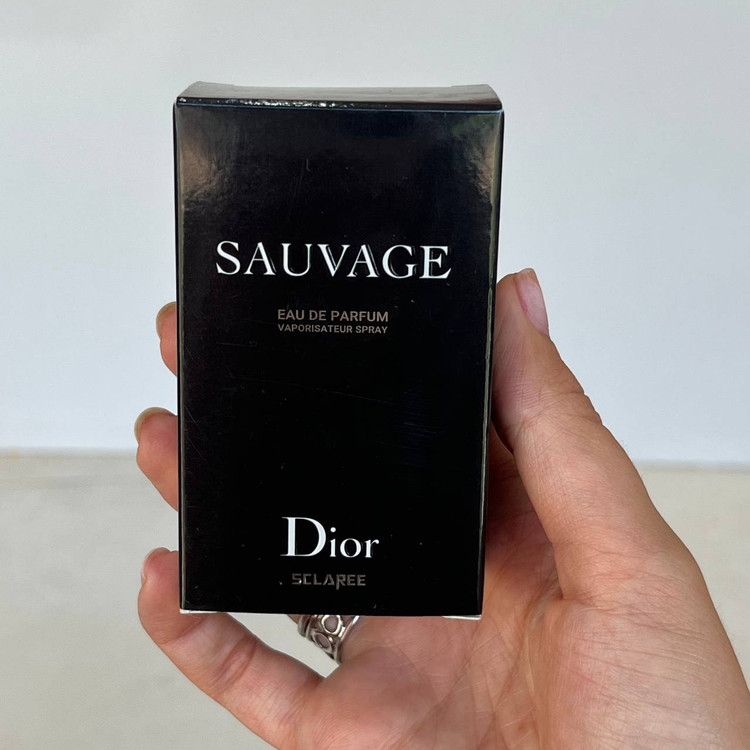 SAUVAGE
EAU DE PARFUM
VAPORISATEUR SPRAY
Dior
SCLAREE